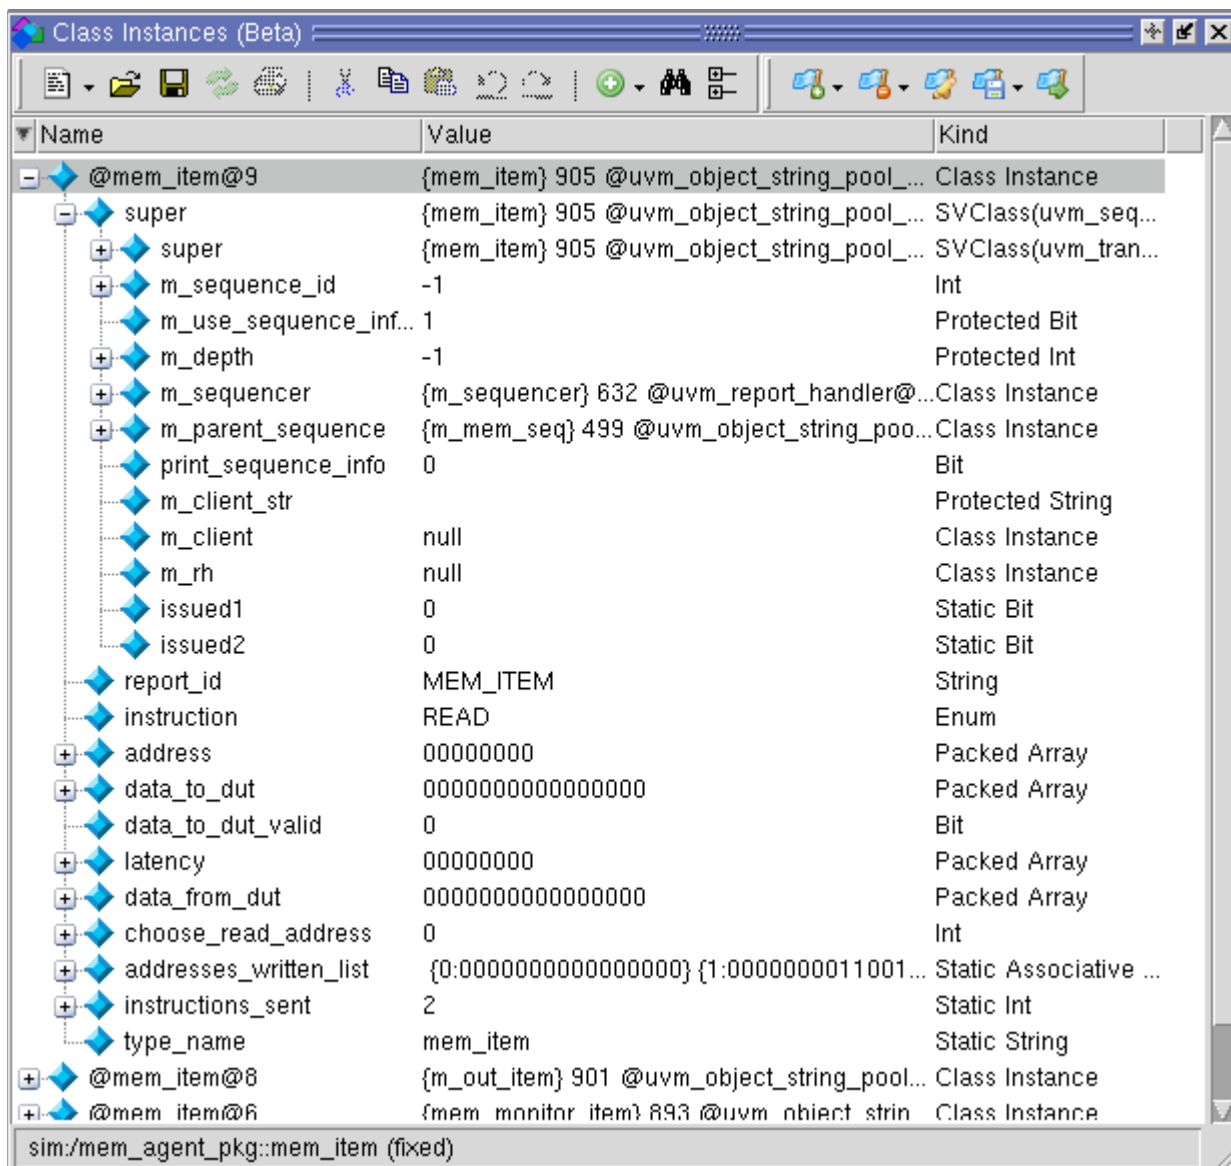 Class Instances (Beta)
Name Value Kind
@mem_item@9 {mem_item} 905 @uvm_object_string_pool_... Class Instance
super {mem_item} 905 @uvm_object_string_pool_... SVClass(uvm_seq...
super {mem_item} 905 @uvm_object_string_pool_... SVClass(uvm_tran...
m_sequence_id -1 Int
m_use_sequence_inf... 1 Protected Bit
m_depth -1 Protected Int
m_sequencer {m_sequencer} 632 @uvm_report_handler@... Class Instance
m_parent_sequence {m_mem_seq} 499 @uvm_object_string_poo... Class Instance
print_sequence_info 0 Bit
m_client_str Protected String
m_client null Class Instance
m_rh null Class Instance
issued1 0 Static Bit
issued2 0 Static Bit
report_id MEM_ITEM String
instruction READ Enum
address 00000000 Packed Array
data_to_dut 0000000000000000 Packed Array
data_to_dut_valid 0 Bit
latency 00000000 Packed Array
data_from_dut 0000000000000000 Packed Array
choose_read_address 0 Int
addresses_written_list {0:0000000000000000} {1:0000000011001... Static Associative ...
instructions_sent 2 Static Int
type_name mem_item Static String
@mem_item@8 {m_out_item} 901 @uvm_object_string_pool... Class Instance
@mem_item@6 {mem_monitor_item} 893 @uvm_object_strin Class Instance
sim:/mem_agent_pkg::mem_item (fixed)